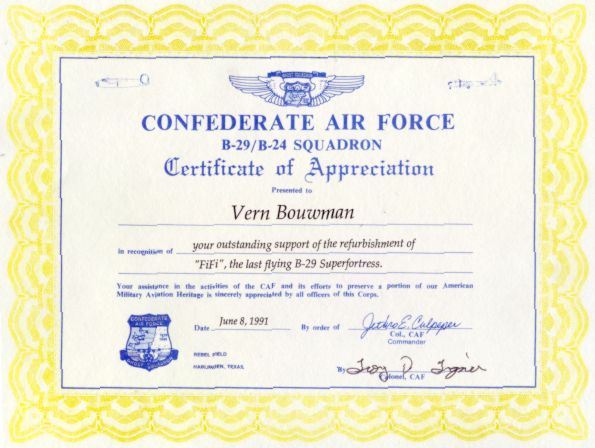 CONFEDERATE AIR FORCE
B-29/B-24 SQUADRON
Certificate of Appreciation
Presented to
Vern Bouwman
in recognition of your outstanding support of the refurbishment of
"FiFi", the last flying B-29 Superfortress.
Your assistance in the activities of the CAF and its efforts to preserve a portion of our American
Military Aviation Heritage is sincerely appreciated by all officers of this Corps.
CONFEDERATE
AIR FORCE
Date June 8, 1991 By order of Jethro E. Culpeper
Col., CAF
Commander
REBEL FIELD
HARLINGEN, TEXAS
By Troy D
Colonel, CAF